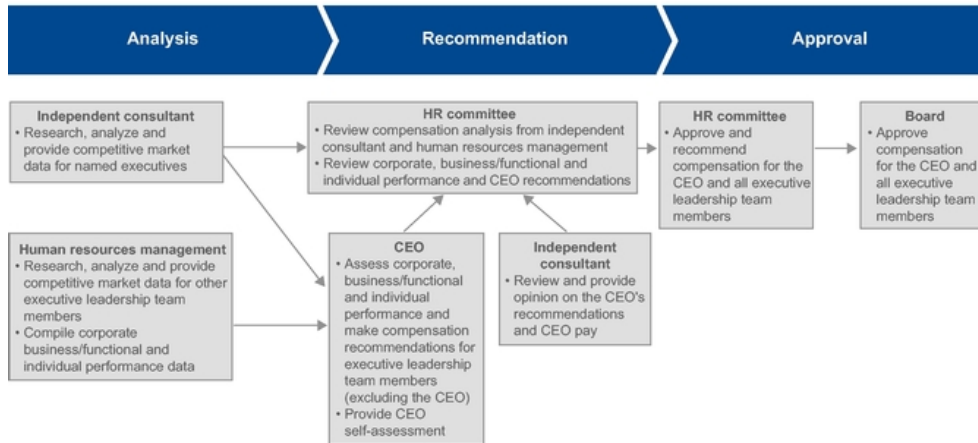 Analysis
Recommendation
Approval
Independent consultant
• Research, analyze and
provide competitive market
data for named executives
HR committee
• Review compensation analysis from independent
consultant and human resources management
• Review corporate, business/functional and
individual performance and CEO recommendations
HR committee
• Approve and
recommend
compensation for the
CEO and all executive
leadership team
members
Board
• Approve
compensation
for the CEO and
all executive
leadership team
members
Human resources management
• Research, analyze and provide
competitive market data for other
executive leadership team
members
• Compile corporate
business/functional and
individual performance data
CEO
• Assess corporate,
business/functional
and individual
performance and
make compensation
recommendations for
executive leadership
team members
(excluding the CEO)
• Provide CEO
self-assessment
Independent
consultant
• Review and provide
opinion on the CEO's
recommendations
and CEO pay